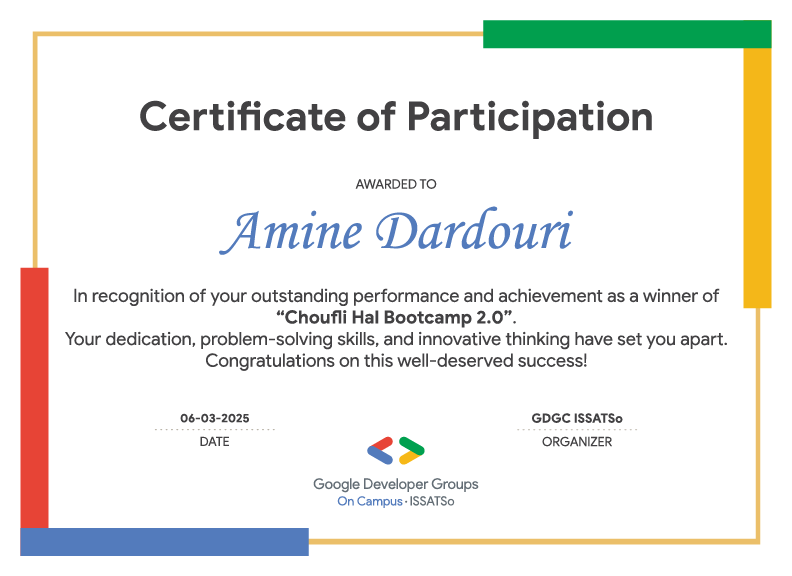 Certificate of Participation
AWARDED TO
Amine Dardouri
In recognition of your outstanding performance and achievement as a winner of
“Choufli Hal Bootcamp 2.0”.
Your dedication, problem-solving skills, and innovative thinking have set you apart.
Congratulations on this well-deserved success!
06-03-2025
DATE
GDGC ISSATSo
ORGANIZER
Google Developer Groups
On Campus · ISSATSo